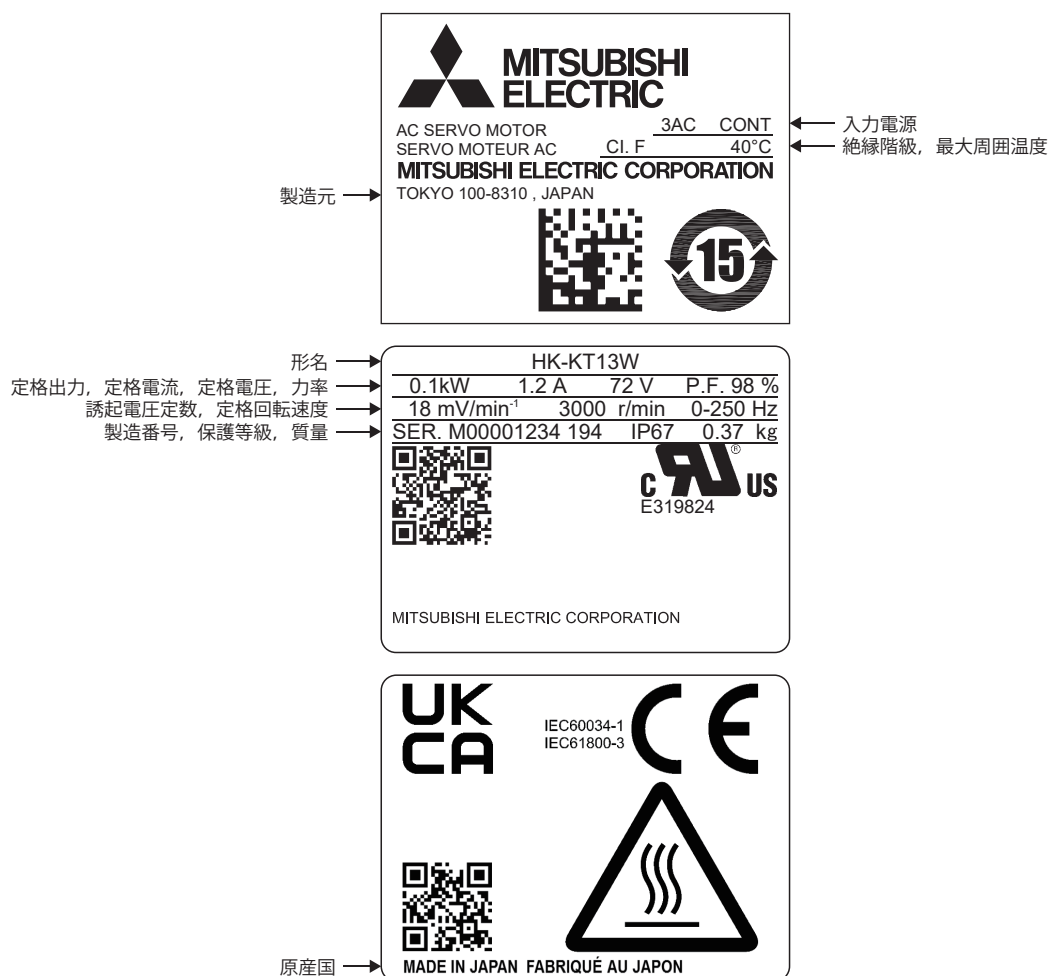 MITSUBISHI
ELECTRIC
AC SERVO MOTOR 3AC CONT
入力電源
SERVO MOTEUR AC CI. F 40°C
絶縁階級，最大周囲温度
MITSUBISHI ELECTRIC CORPORATION
製造元
TOKYO 100-8310 , JAPAN
15
形名
HK-KT13W
定格出力，定格電流，定格電圧，力率
0.1kW 1.2 A 72 V P.F. 98 %
誘起電圧定数，定格回転速度
18 mV/min⁻¹ 3000 r/min 0-250 Hz
製造番号，保護等級，質量
SER. M00001234 194 IP67 0.37 kg
C RU ® US
E319824
MITSUBISHI ELECTRIC CORPORATION
UK
CA
IEC60034-1
IEC61800-3
CE
原産国
MADE IN JAPAN FABRIQUÉ AU JAPON